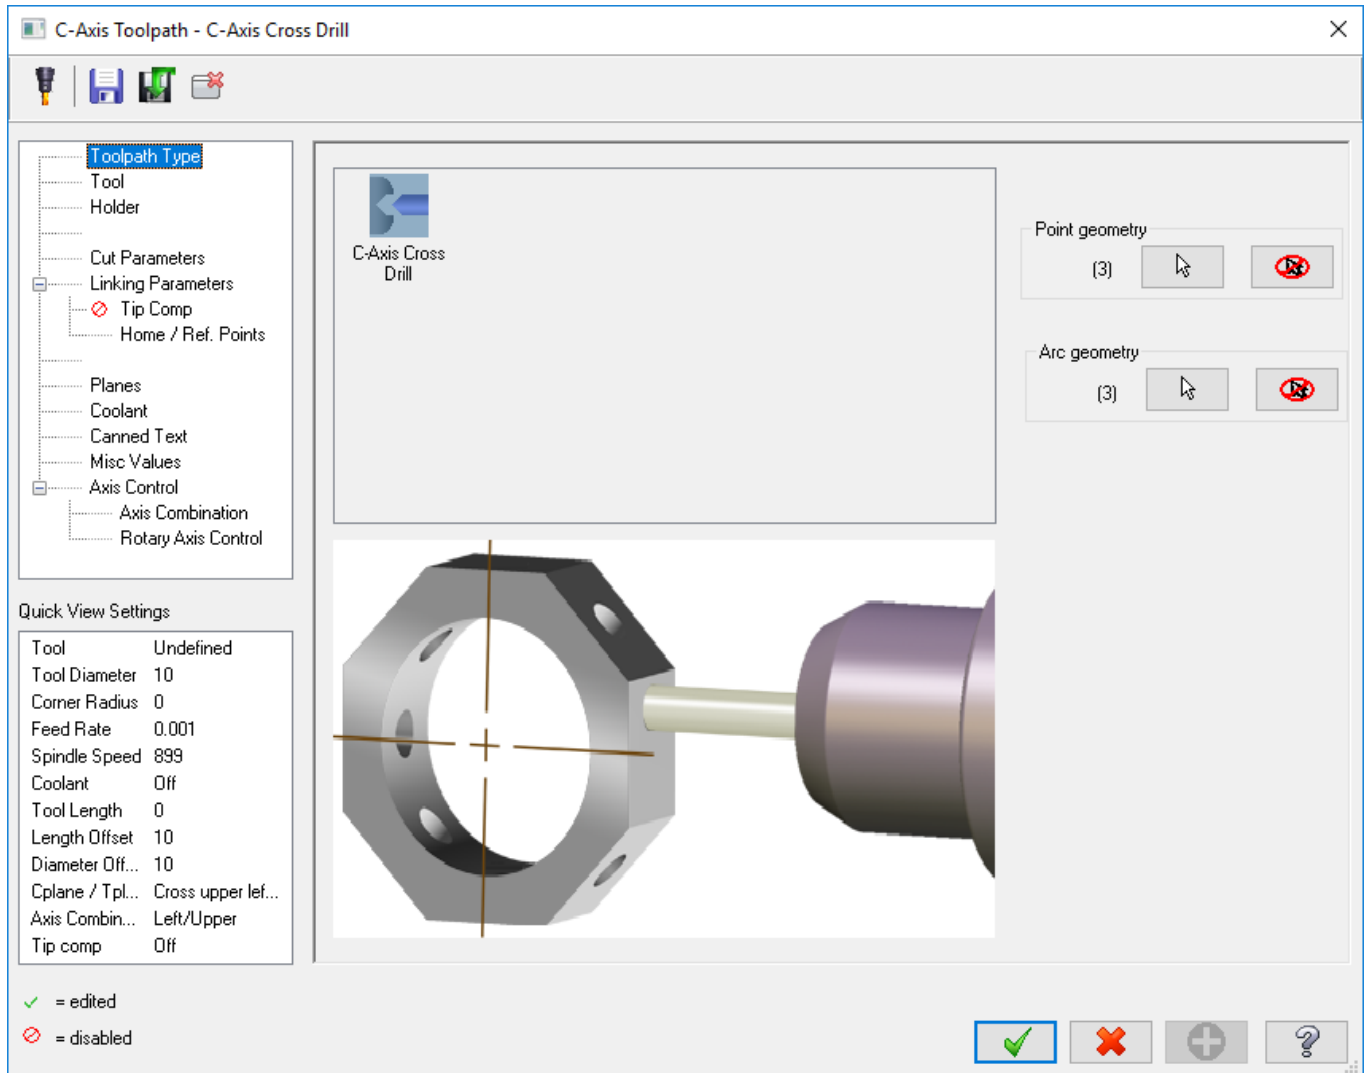 C-Axis Toolpath - C-Axis Cross Drill
Toolpath Type
Tool
Holder
Cut Parameters
Linking Parameters
Tip Comp
Home / Ref. Points
Planes
Coolant
Canned Text
Misc Values
Axis Control
Axis Combination
Rotary Axis Control
C-Axis Cross
Drill
Point geometry
(3)
Arc geometry
(3)
Quick View Settings
Tool Undefined
Tool Diameter 10
Corner Radius 0
Feed Rate 0.001
Spindle Speed 899
Coolant Off
Tool Length 0
Length Offset 10
Diameter Off... 10
Cplane / Tpl... Cross upper lef...
Axis Combin... Left/Upper
Tip comp Off
= edited
= disabled